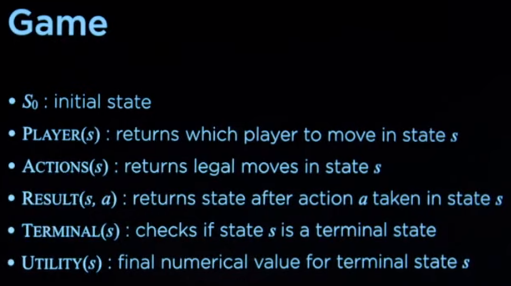 Game
• S0 : initial state
• PLAYER(s) : returns which player to move in state s
• ACTIONS(s) : returns legal moves in state s
• RESULT(s, a) : returns state after action a taken in state s
• TERMINAL(s) : checks if state s is a terminal state
• UTILITY(s) : final numerical value for terminal state s